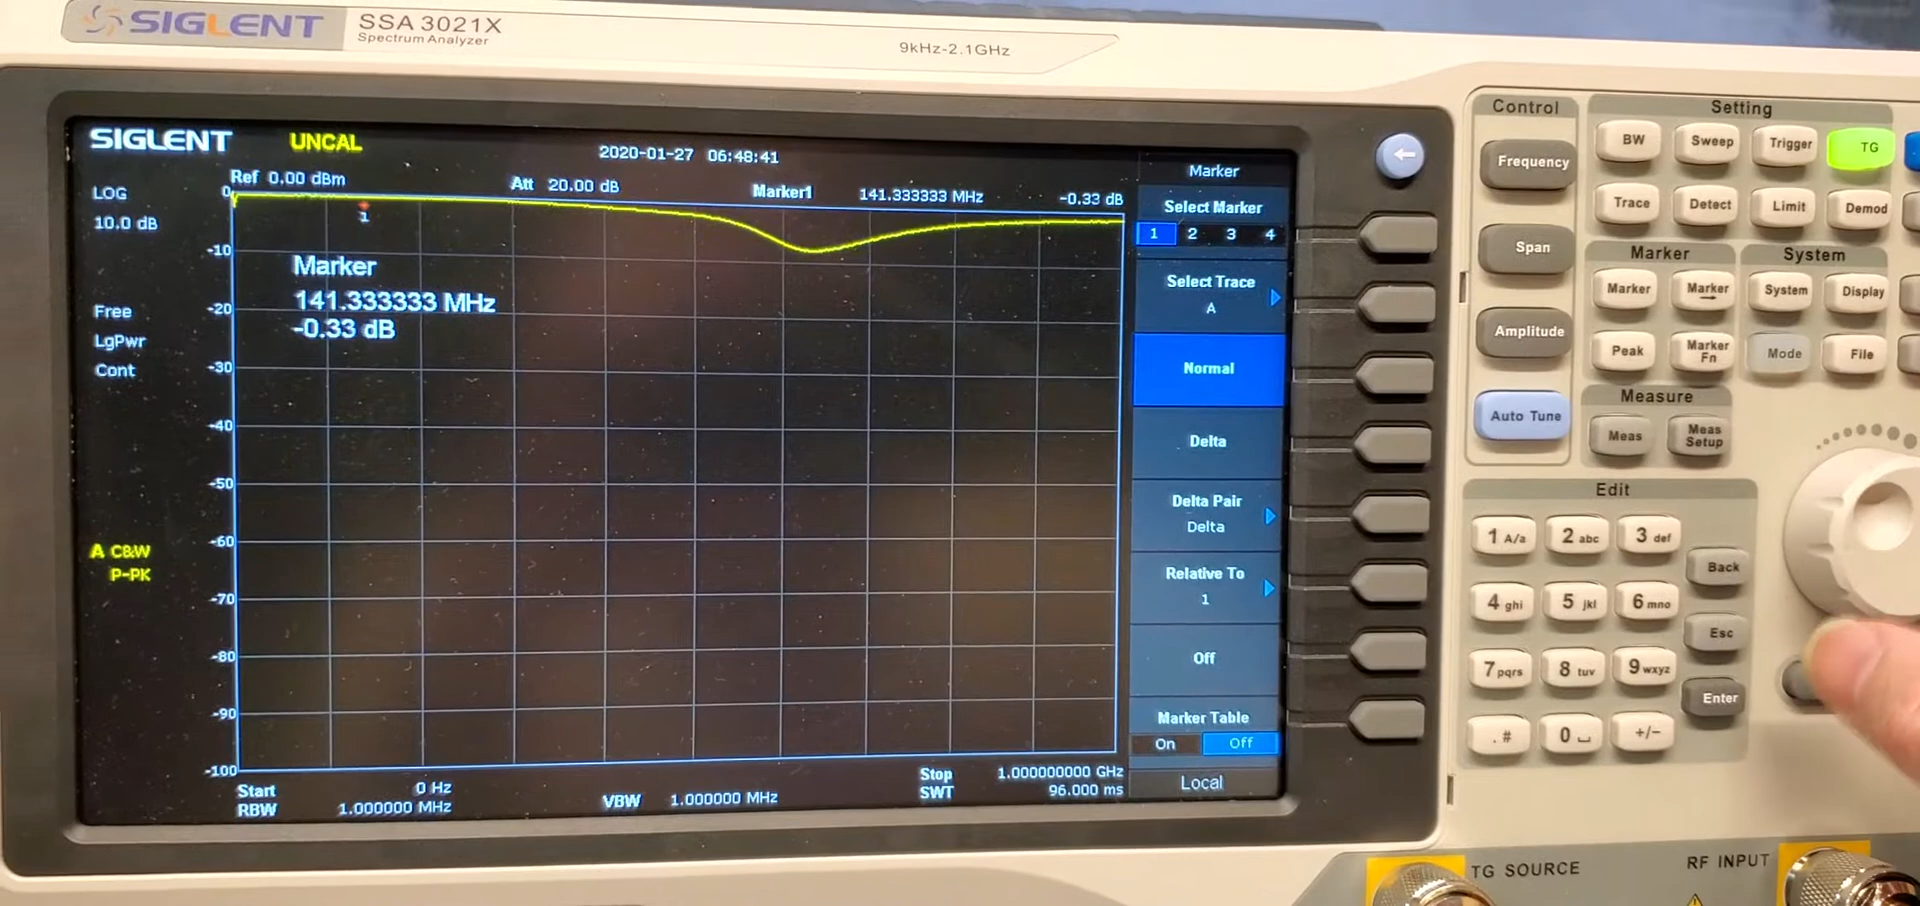 SIGLENT
SSA 3021X
Spectrum Analyzer
9kHz-2.1GHz
SIGLENT
UNCAL
2020-01-27 06:48:41
LOG
10.0 dB
Free
LgPwr
Cont
A C&W
P-PK
Ref 0.00 dBm
Att 20.00 dB
Marker1 141.333333 MHz -0.33 dB
0
-10
-20
-30
-40
-50
-60
-70
-80
-90
-100
1
Marker
141.333333 MHz
-0.33 dB
Start 0 Hz
RBW 1.000000 MHz
VBW 1.000000 MHz
Stop 1.000000000 GHz
SWT 96.000 ms
Marker
Select Marker
1 2 3 4
Select Trace
A
Normal
Delta
Delta Pair
Delta
Relative To
1
Off
Marker Table
On Off
Local
Control
Frequency
Span
Amplitude
Auto Tune
Setting
BW Sweep Trigger TG
Trace Detect Limit Demod
Marker
Marker Marker
Peak Marker
Fn
System
System Display
Mode File
Measure
Meas Meas
Setup
Edit
1 A/a 2 abc 3 def
4 ghi 5 jkl 6 mno
7 pqrs 8 tuv 9 wxyz
. # 0 +/-
Back
Esc
Enter
TG SOURCE
RF INPUT